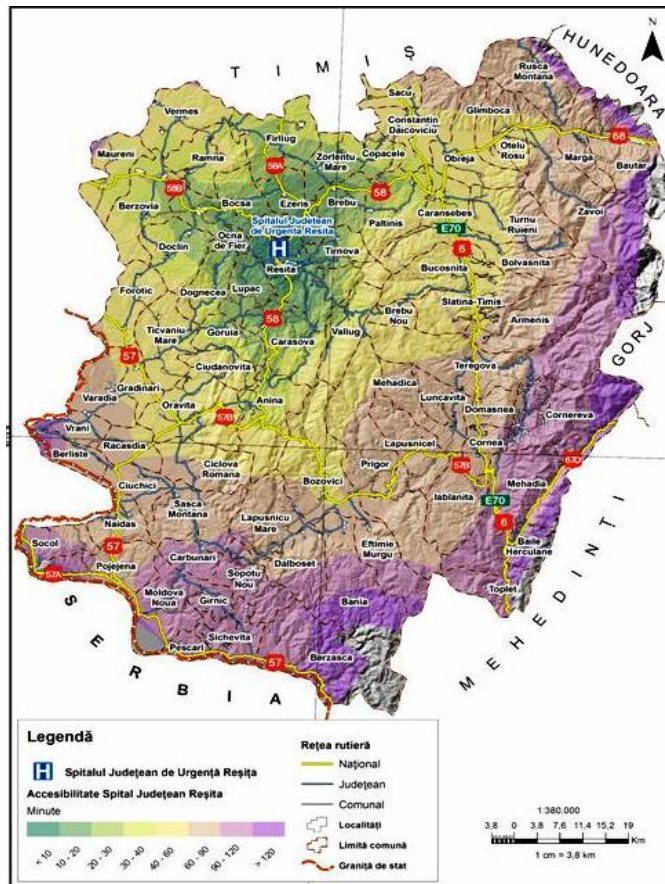 N
HUNEDOARA
TIMIȘ
Rusca
Montana
Sacu
Glimboca
Constantin
Daicoviciu
Vermes
Firliug
Maureni
Ramna
Zorlentu
Mare
Copacele
Obreja
Otelu
Rosu
Marga
68
Bautar
58A
58
58B
Berzovia
Bocsa
Ezeris
Brebu
Zavoi
Paltinis
Caransebes
Turnu
Ruieni
Spitalul Judetean
de Urgenta Resita
E70
Ocna
de Fier
H
Tirnova
6
Doclin
Resita
Bucosnita
Bolvasnita
Forotic
Dognecea
Lupac
Slatina-Timis
Brebu
Nou
58
Valiug
Armenis
GORJ
Ticvaniu
Mare
Goruia
Carasova
57
Ciudanovita
Teregova
Gradinari
Mehadica
Varadia
Anina
Luncavita
Oravita
57B
Domasnea
Cornereva
Vrani
Racasdia
Cornea
Berliste
Lapusnicel
Ciclova
Romana
Prigor
57B
67D
Ciuchici
Bozovici
Mehadia
Sasca
Montana
Iablanita
E70
Naidas
Lapusnicu
Mare
6
Baile
Herculane
Socol
57
Eftimie
Murgu
Carbunari
Dalboset
57A
Pojejena
Sopotu
Nou
Toplet
Moldova
Noua
Girnic
Bania
MEHEDINȚI
Sichevita
Pescari
57
Berzasca
SERBIA
Legendă
H Spitalul Județean de Urgență Reșița
Accesibilitate Spital Județean Reșita
Minute
< 10
10 - 20
20 - 30
30 - 40
40 - 60
60 - 90
90 - 120
> 120
Rețea rutieră
Național
Județean
Comunal
Localități
Limită comună
Graniță de stat
1:380.000
3,8 0 3,8 7,6 11,4 15,2 19
Km
1 cm = 3,8 km